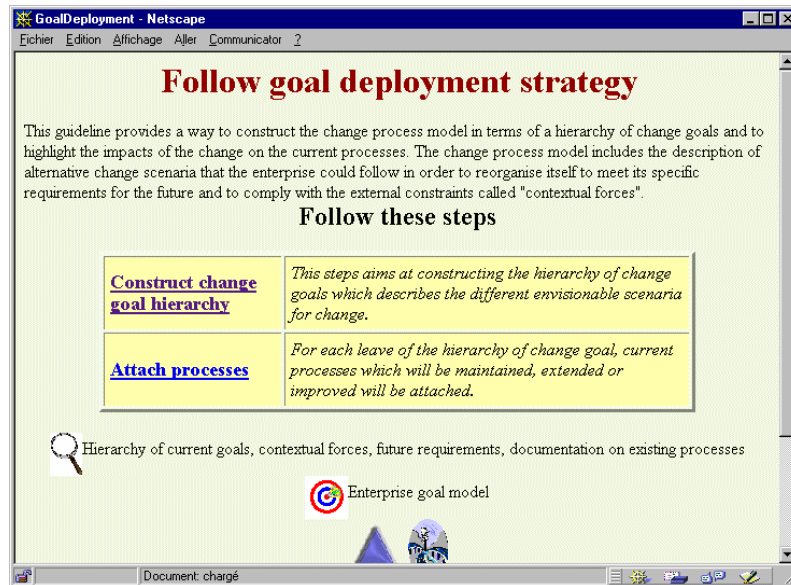 GoalDeployment - Netscape
Fichier Edition Affichage Aller Communicator ?
Follow goal deployment strategy
This guideline provides a way to construct the change process model in terms of a hierarchy of change goals and to
highlight the impacts of the change on the current processes. The change process model includes the description of
alternative change scenaria that the enterprise could follow in order to reorganise itself to meet its specific
requirements for the future and to comply with the external constraints called "contextual forces".
Follow these steps
Construct change
goal hierarchy
This steps aims at constructing the hierarchy of change
goals which describes the different envisionable scenaria
for change.
Attach processes
For each leave of the hierarchy of change goal, current
processes which will be maintained, extended or
improved will be attached.
Hierarchy of current goals, contextual forces, future requirements, documentation on existing processes
Enterprise goal model
Document: chargé